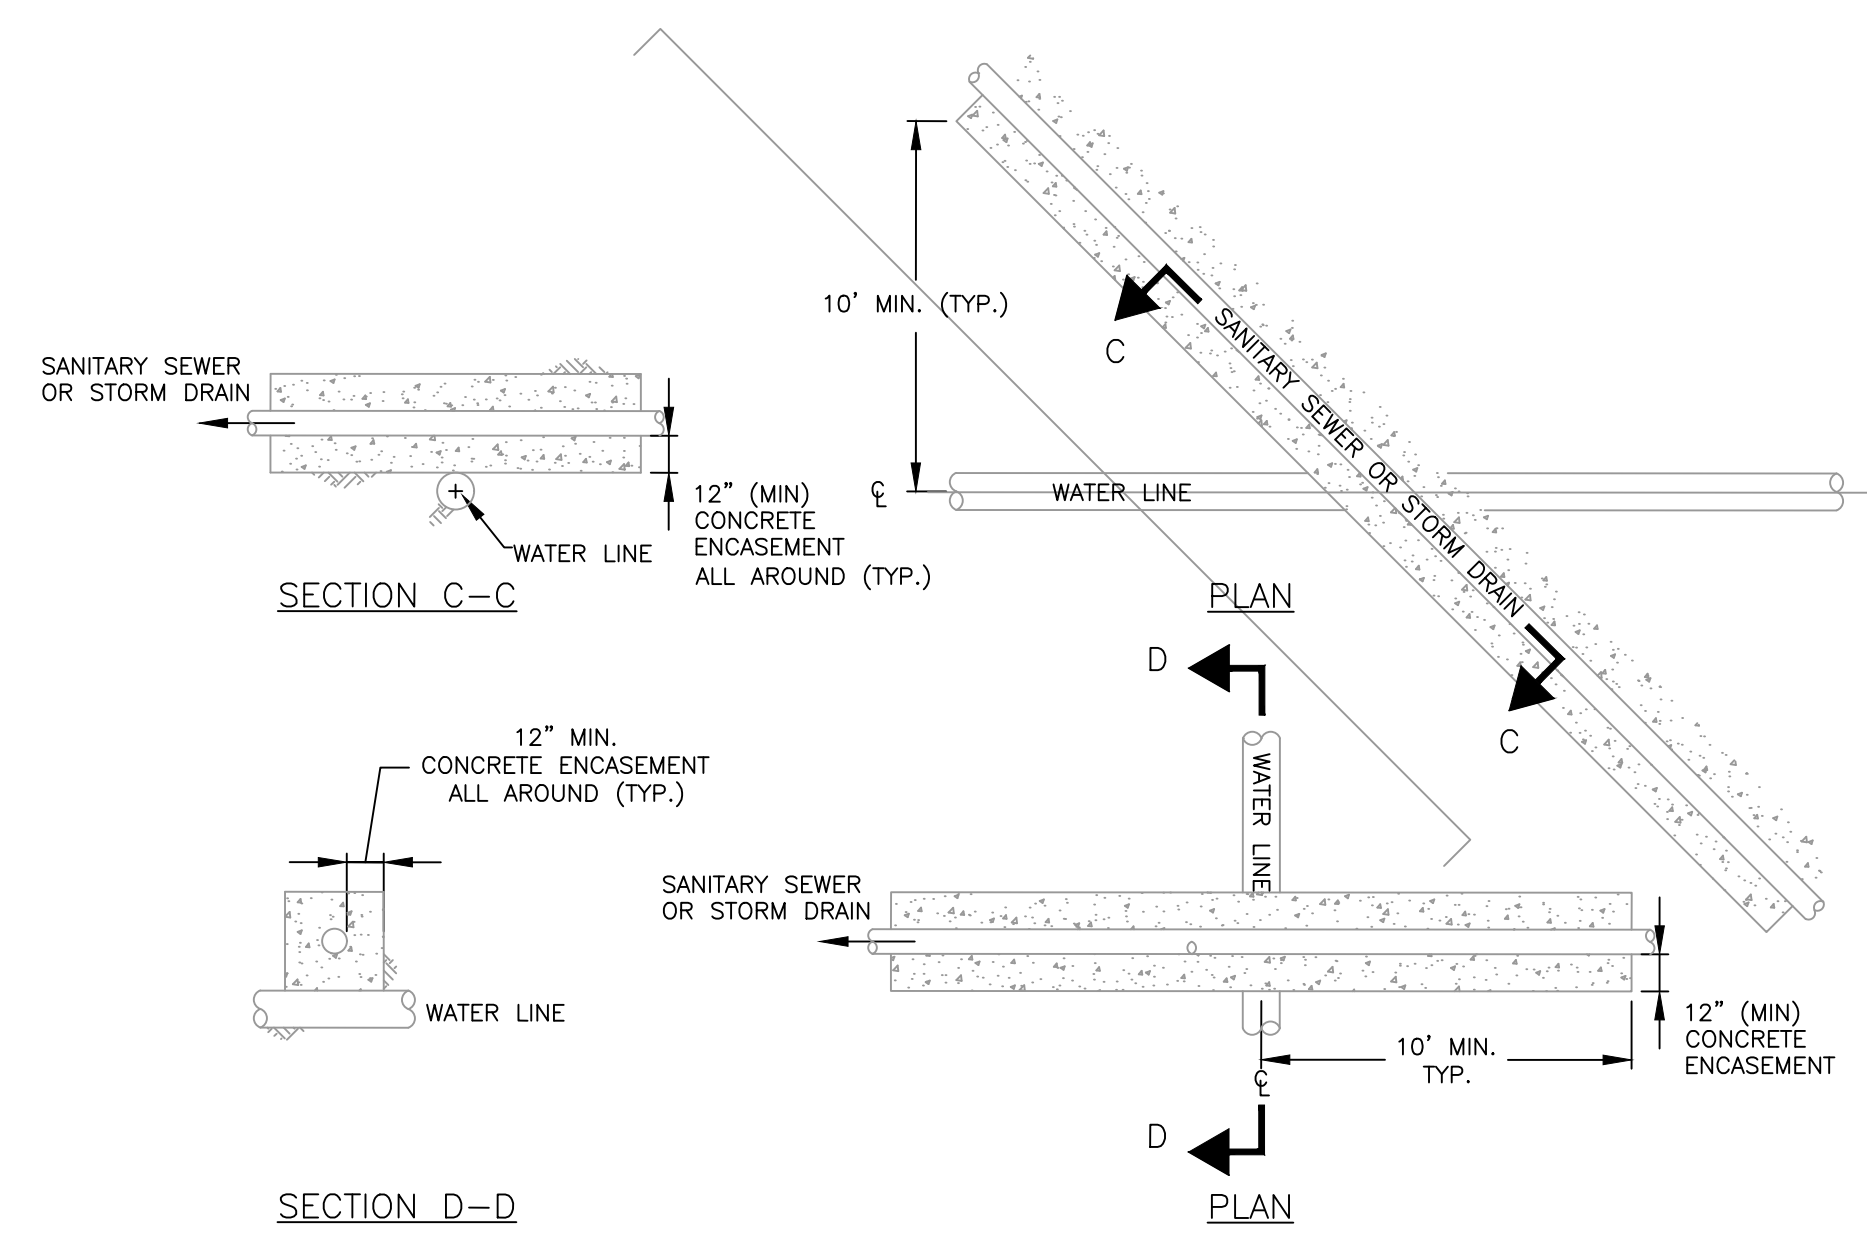 10' MIN. (TYP.)
C
SANITARY SEWER OR STORM DRAIN
C
℄
WATER LINE
PLAN
SANITARY SEWER
OR STORM DRAIN
12" (MIN)
CONCRETE
ENCASEMENT
ALL AROUND (TYP.)
WATER LINE
SECTION C-C
12" MIN.
CONCRETE ENCASEMENT
ALL AROUND (TYP.)
WATER LINE
SECTION D-D
D
WATER LINE
SANITARY SEWER
OR STORM DRAIN
12" (MIN)
CONCRETE
ENCASEMENT
10' MIN.
TYP.
℄
D
PLAN